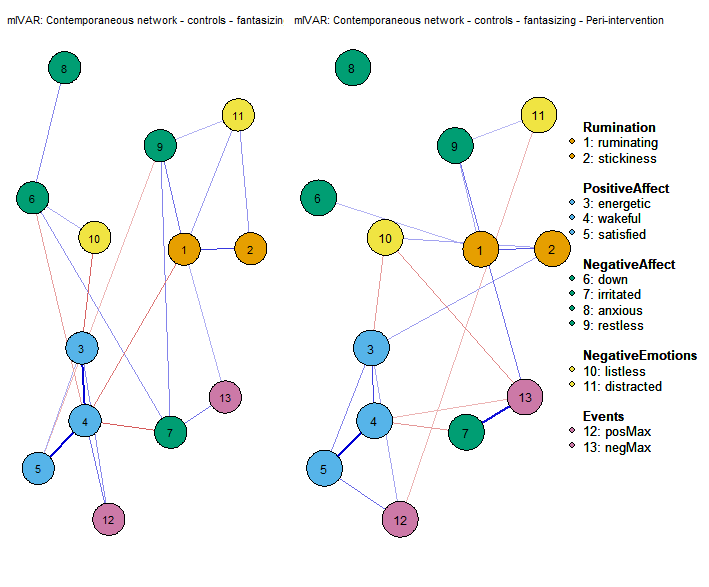 mlVAR: Contemporaneous network - controls - fantasizin
mlVAR: Contemporaneous network - controls - fantasizing - Peri-intervention
8
11
9
6
10
1
2
3
13
4
7
5
12
8
11
9
6
10
1
2
3
13
4
7
5
12
Rumination
1: ruminating
2: stickiness
PositiveAffect
3: energetic
4: wakeful
5: satisfied
NegativeAffect
6: down
7: irritated
8: anxious
9: restless
NegativeEmotions
10: listless
11: distracted
Events
12: posMax
13: negMax